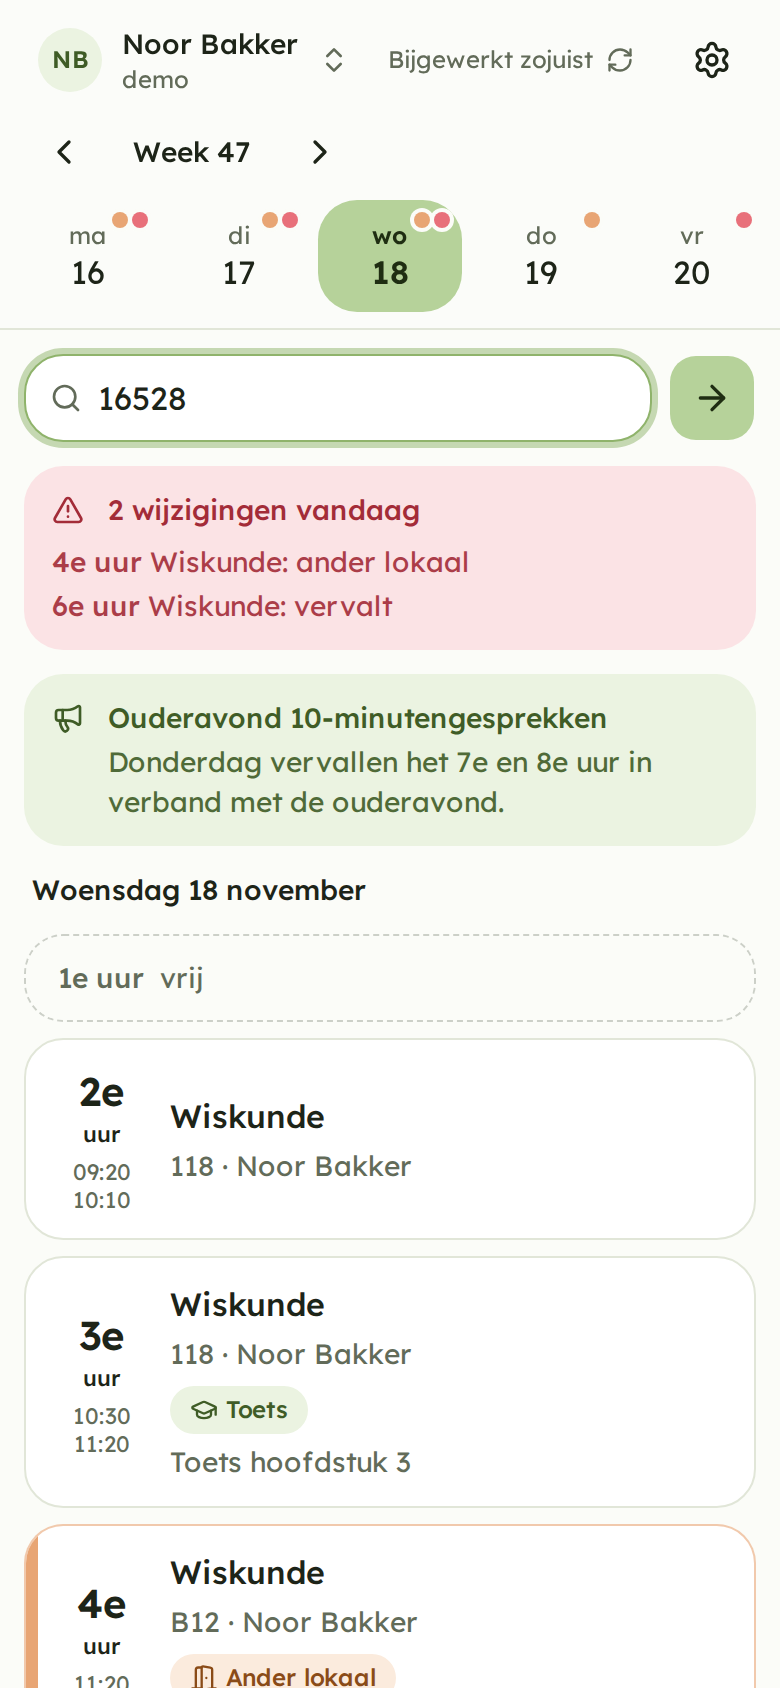 NB
Noor Bakker
demo
Bijgewerkt zojuist
Week 47
ma
16
di
17
wo
18
do
19
vr
20
16528
2 wijzigingen vandaag
4e uur Wiskunde: ander lokaal
6e uur Wiskunde: vervalt
Ouderavond 10-minutengesprekken
Donderdag vervallen het 7e en 8e uur in
verband met de ouderavond.
Woensdag 18 november
1e uur vrij
2e
uur
09:20
10:10
Wiskunde
118 · Noor Bakker
3e
uur
10:30
11:20
Wiskunde
118 · Noor Bakker
Toets
Toets hoofdstuk 3
4e
uur
11:20
Wiskunde
B12 · Noor Bakker
Ander lokaal